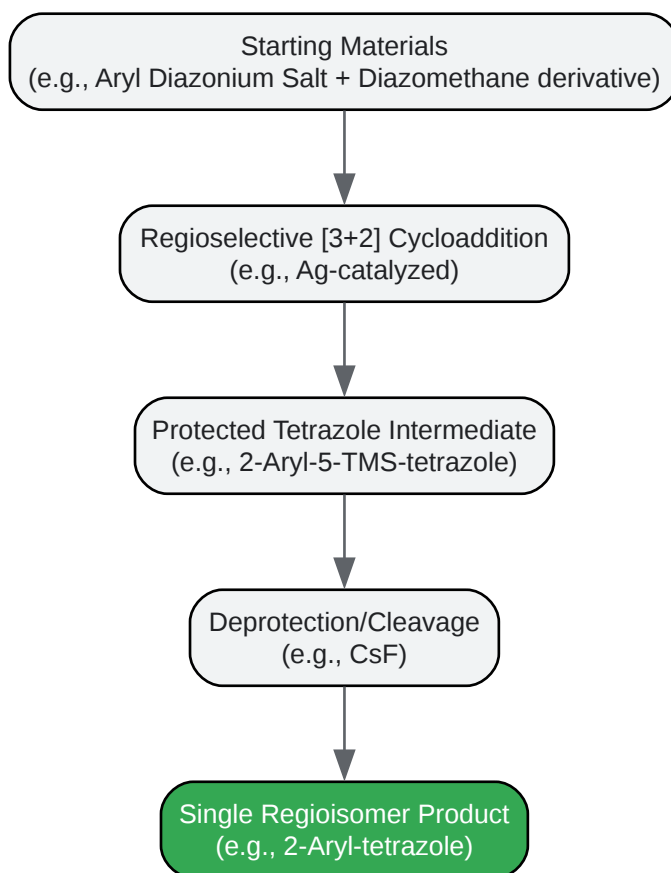 Starting Materials
(e.g., Aryl Diazonium Salt + Diazomethane derivative)
Regioselective [3+2] Cycloaddition
(e.g., Ag-catalyzed)
Protected Tetrazole Intermediate
(e.g., 2-Aryl-5-TMS-tetrazole)
Deprotection/Cleavage
(e.g., CsF)
Single Regioisomer Product
(e.g., 2-Aryl-tetrazole)